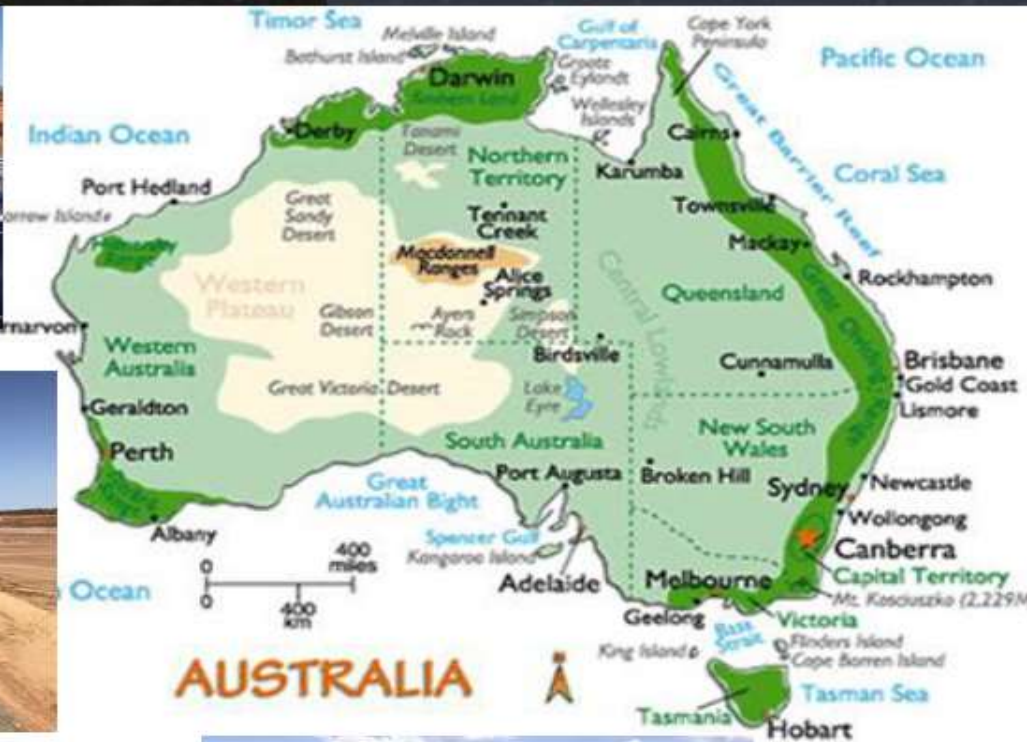 Timor Sea
Melville Island
Bathurst Island
Gulf of
Carpentaria
Cape York
Peninsula
Pacific Ocean
Groote
Eylandt
Darwin
Indian Ocean
Derby
Wellesley
Islands
Great Barrier Reef
Tanami
Desert
Cairns
Northern
Territory
Karumba
Coral Sea
Port Hedland
Great
Sandy
Desert
Tennant
Creek
Townsville
Macdonnell
Ranges
Mackay
Western
Plateau
Alice
Springs
Central
Queensland
Rockhampton
Gibson
Desert
Ayers
Rock
Simpson
Desert
Great
Western
Australia
Birdsville
Cunnamulla
Brisbane
Gold Coast
Great Victoria Desert
Lake
Eyre
Lismore
Geraldton
South Australia
New South
Wales
Perth
Port Augusta
Broken Hill
Sydney
Newcastle
Great
Australian Bight
Wollongong
Albany
Spencer Gulf
Kangaroo Island
Canberra
0
400
miles
0
400
km
Adelaide
Melbourne
Capital Territory
Ocean
Geelong
Victoria
Bass
Strait
King Island
Flinders Island
Cape Barren Island
AUSTRALIA
N
Tasman Sea
Tasmania
Hobart